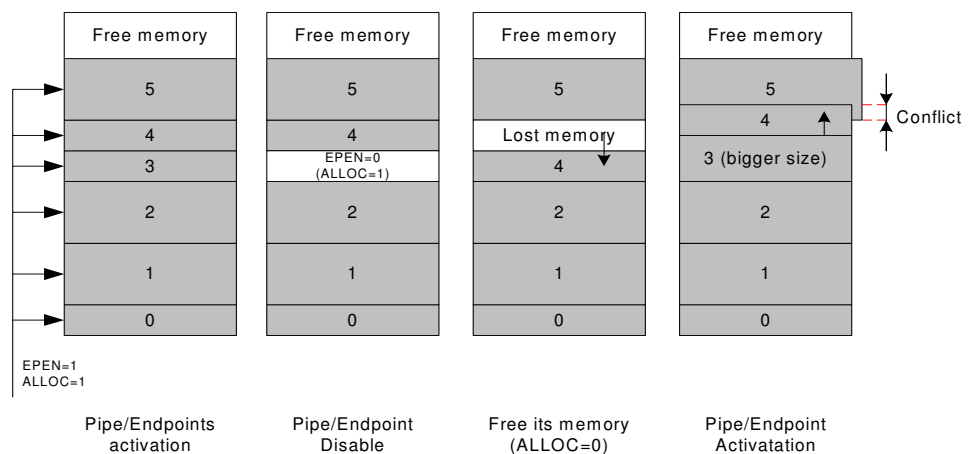 Free memory
Free memory
Free memory
Free memory
5
5
5
5
Conflict
4
4
Lost memory
4
3
EPEN=0
(ALLOC=1)
4
3 (bigger size)
2
2
2
2
1
1
1
1
0
0
0
0
EPEN=1
ALLOC=1
Pipe/Endpoints
activation
Pipe/Endpoint
Disable
Free its memory
(ALLOC=0)
Pipe/Endpoint
Activatation